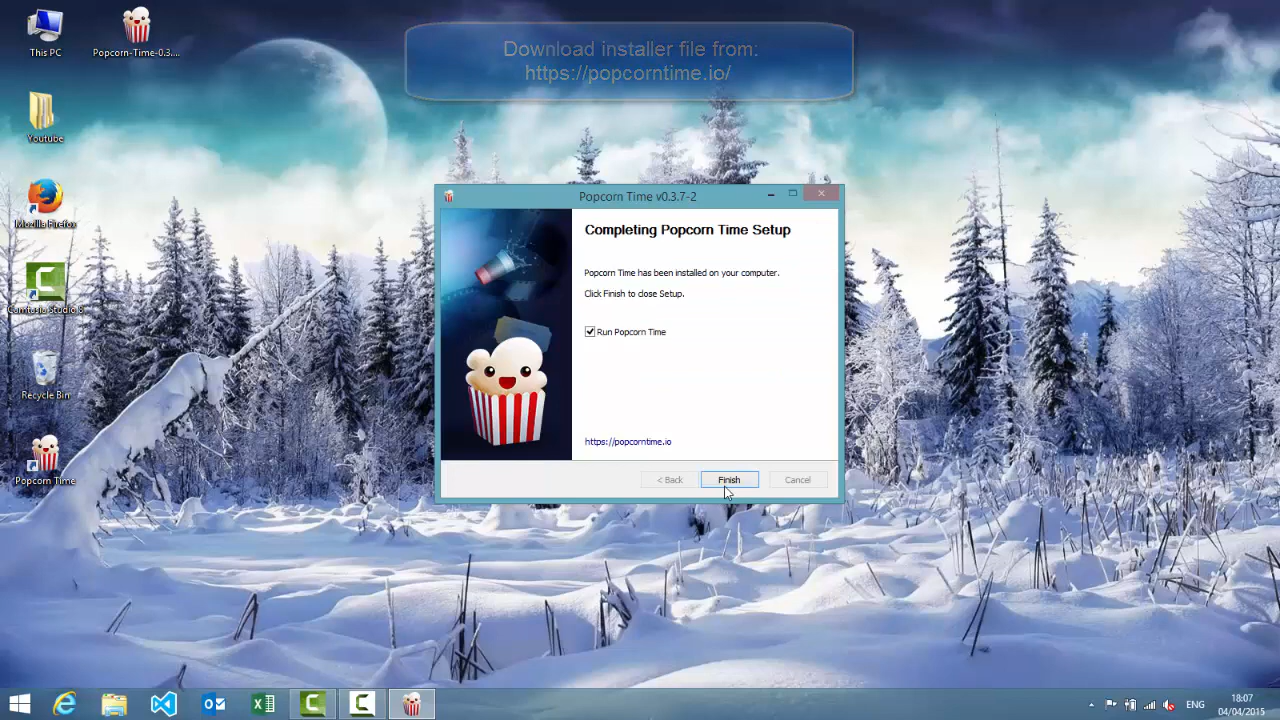 This PC
Popcorn-Time-0.3....
Download installer file from:
https://popcorntime.io/
Youtube
Mozilla Firefox
Camtasia Studio 8
Recycle Bin
Popcorn Time
Popcorn Time v0.3.7-2
Completing Popcorn Time Setup
Popcorn Time has been installed on your computer.
Click Finish to close Setup.
Run Popcorn Time
https://popcorntime.io
< Back
Finish
Cancel
ENG
18:07
04/04/2015